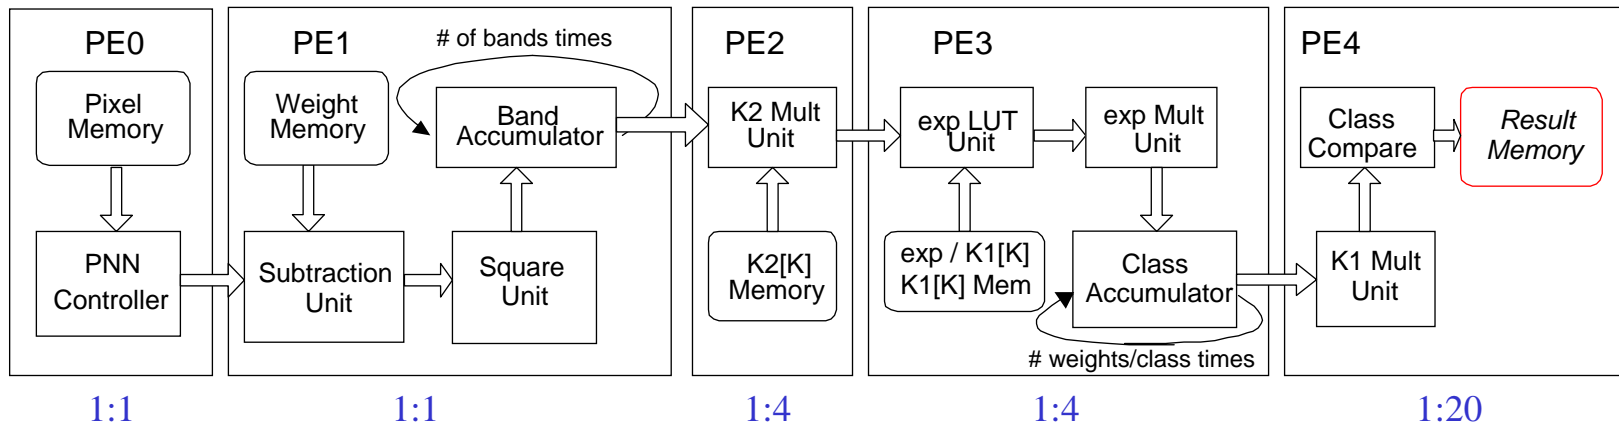 PE0
Pixel
Memory
PNN
Controller
1:1
PE1
# of bands times
Weight
Memory
Band
Accumulator
Subtraction
Unit
Square
Unit
1:1
PE2
K2 Mult
Unit
K2[K]
Memory
1:4
PE3
exp LUT
Unit
exp Mult
Unit
exp / K1[K]
K1[K] Mem
Class
Accumulator
# weights/class times
1:4
PE4
Class
Compare
Result
Memory
K1 Mult
Unit
1:20